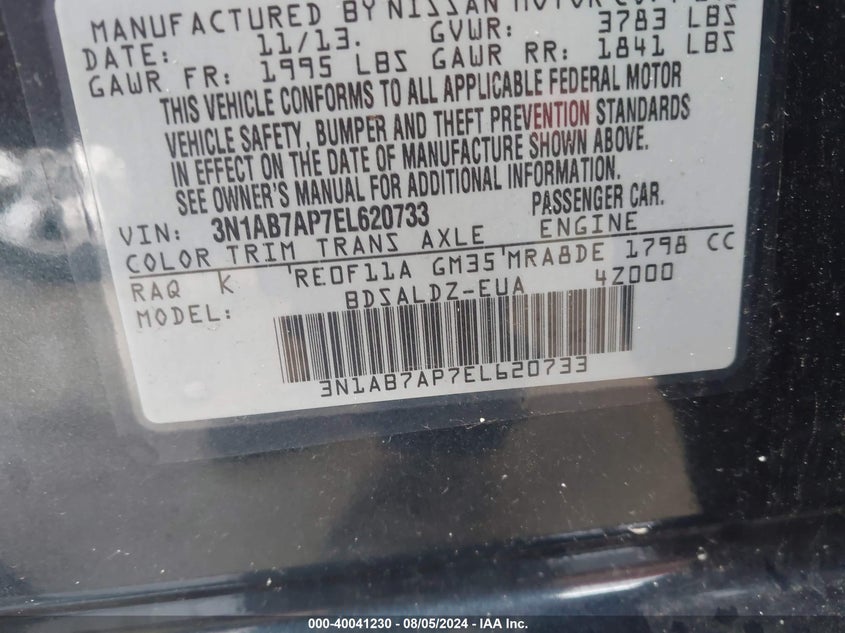 MANUFACTURED BY NISSAN MOTOR CO., LTD.
DATE: 11/13. GVWR: 3783 LBS
GAWR FR: 1995 LBS GAWR RR: 1841 LBS
THIS VEHICLE CONFORMS TO ALL APPLICABLE FEDERAL MOTOR
VEHICLE SAFETY, BUMPER AND THEFT PREVENTION STANDARDS
IN EFFECT ON THE DATE OF MANUFACTURE SHOWN ABOVE.
SEE OWNER'S MANUAL FOR ADDITIONAL INFORMATION.
VIN: 3N1AB7AP7EL620733 PASSENGER CAR.
COLOR TRIM TRANS AXLE ENGINE
RAQ K RE0F11A GM35 MRA8DE 1798 CC
MODEL: BDSALDZ-EUA 4Z000
3N1AB7AP7EL620733
000-40041230 - 08/05/2024 - IAA Inc.